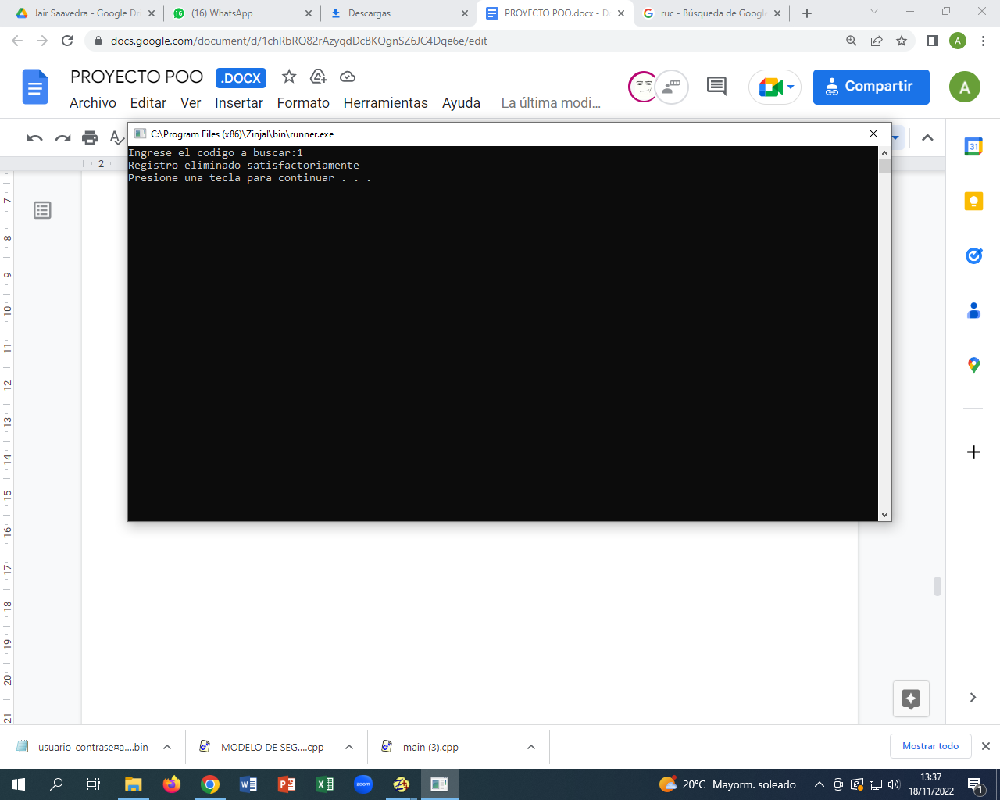 Jair Saavedra - Google Dr
(16) WhatsApp
Descargas
PROYECTO POO.docx - D
ruc - Búsqueda de Google
docs.google.com/document/d/1chRbRQ82rAzyqdDcBKQgnSZ6JC4Dqe6e/edit
A
PROYECTO POO
.DOCX
Archivo Editar Ver Insertar Formato Herramientas Ayuda La última modi...
Compartir
A
C:\Program Files (x86)\Zinjal\bin\runner.exe
Ingrese el codigo a buscar:1
Registro eliminado satisfactoriamente
Presione una tecla para continuar . . .
2
7
8
9
10
11
12
13
14
15
16
17
18
19
20
21
31
usuario_contrase¤a....bin
MODELO DE SEG....cpp
main (3).cpp
Mostrar todo
zoom
20°C Mayorm. soleado
13:37
18/11/2022
1